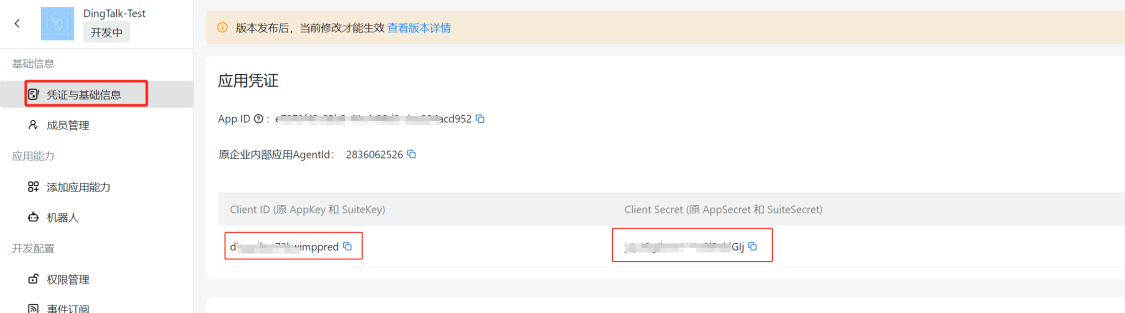 DingTalk-Test
开发中
基础信息
凭证与基础信息
成员管理
应用能力
添加应用能力
机器人
开发配置
权限管理
事件订阅
版本发布后，当前修改才能生效 查看版本详情
应用凭证
App ID : acd952
原企业内部应用AgentId: 2836062526
Client ID (原 AppKey 和 SuiteKey) Client Secret (原 AppSecret 和 SuiteSecret)
wimppred GIj